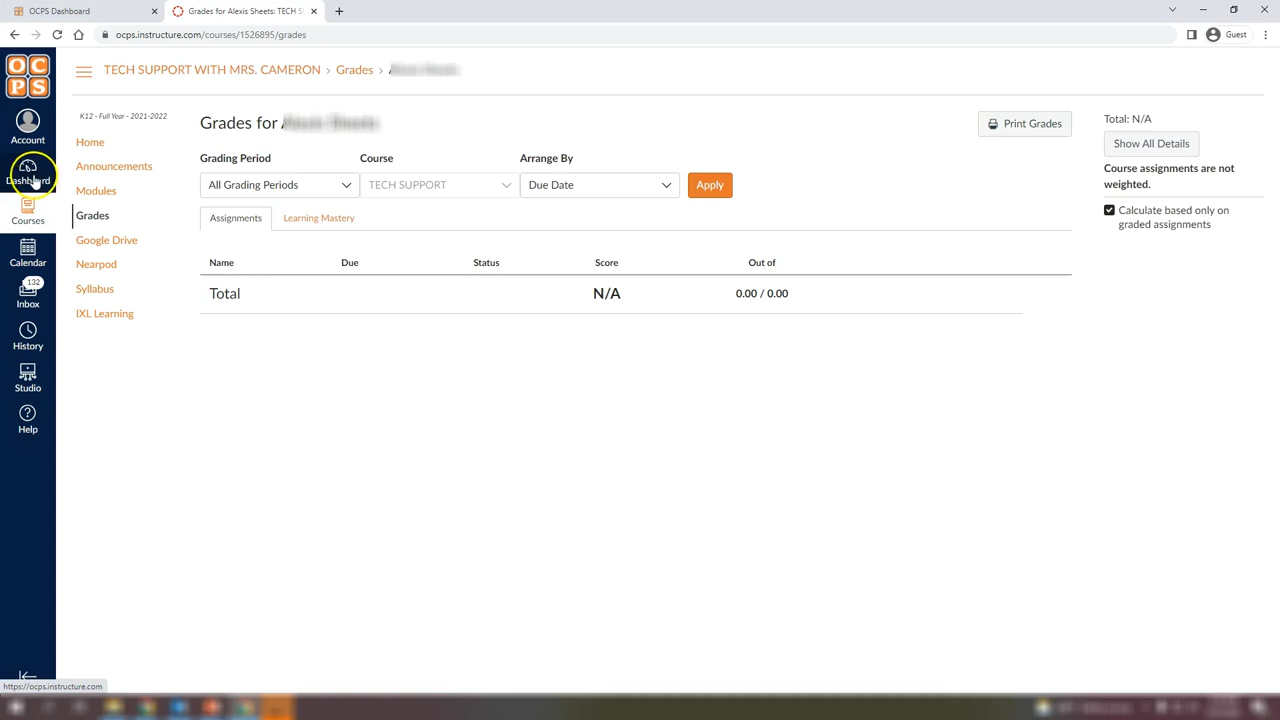 OCPS Dashboard
Grades for Alexis Sheets: TECH S
ocps.instructure.com/courses/1526895/grades
Guest
OC
PS
Account
Dashboard
Courses
Calendar
132
Inbox
History
Studio
Help
TECH SUPPORT WITH MRS. CAMERON › Grades ›
K12 - Full Year - 2021-2022
Home
Announcements
Modules
Grades
Google Drive
Nearpod
Syllabus
IXL Learning
Grades for
Print Grades
Grading Period Course Arrange By
All Grading Periods TECH SUPPORT Due Date Apply
Assignments Learning Mastery
Name Due Status Score Out of
Total N/A 0.00 / 0.00
Total: N/A
Show All Details
Course assignments are not
weighted.
Calculate based only on
graded assignments
https://ocps.instructure.com